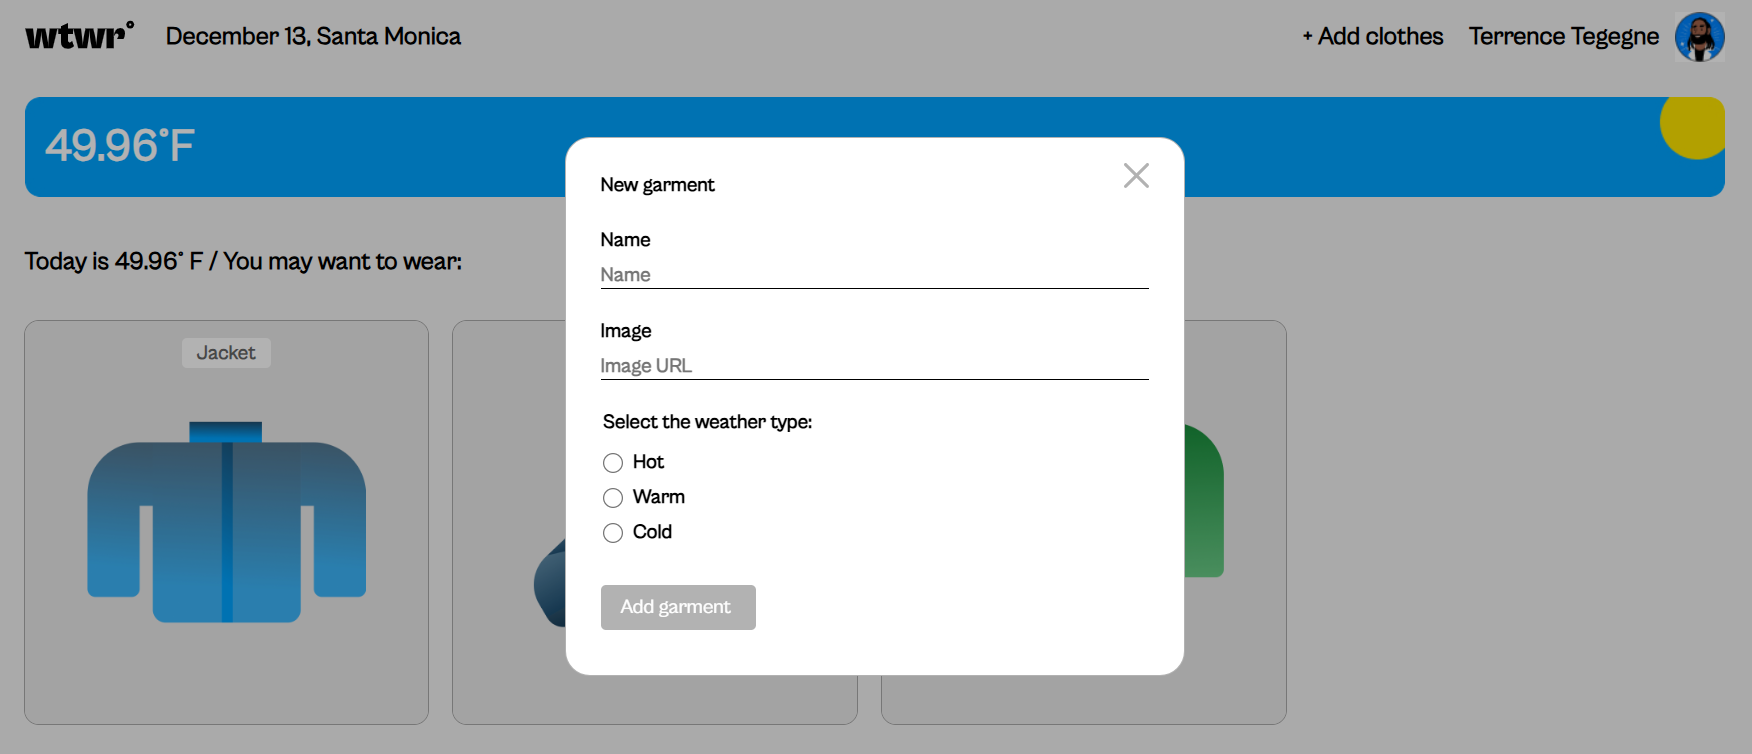 wtwr°
December 13, Santa Monica
+ Add clothes
Terrence Tegegne
49.96°F
Today is 49.96° F / You may want to wear:
Jacket
New garment
Name
Name
Image
Image URL
Select the weather type:
Hot
Warm
Cold
Add garment